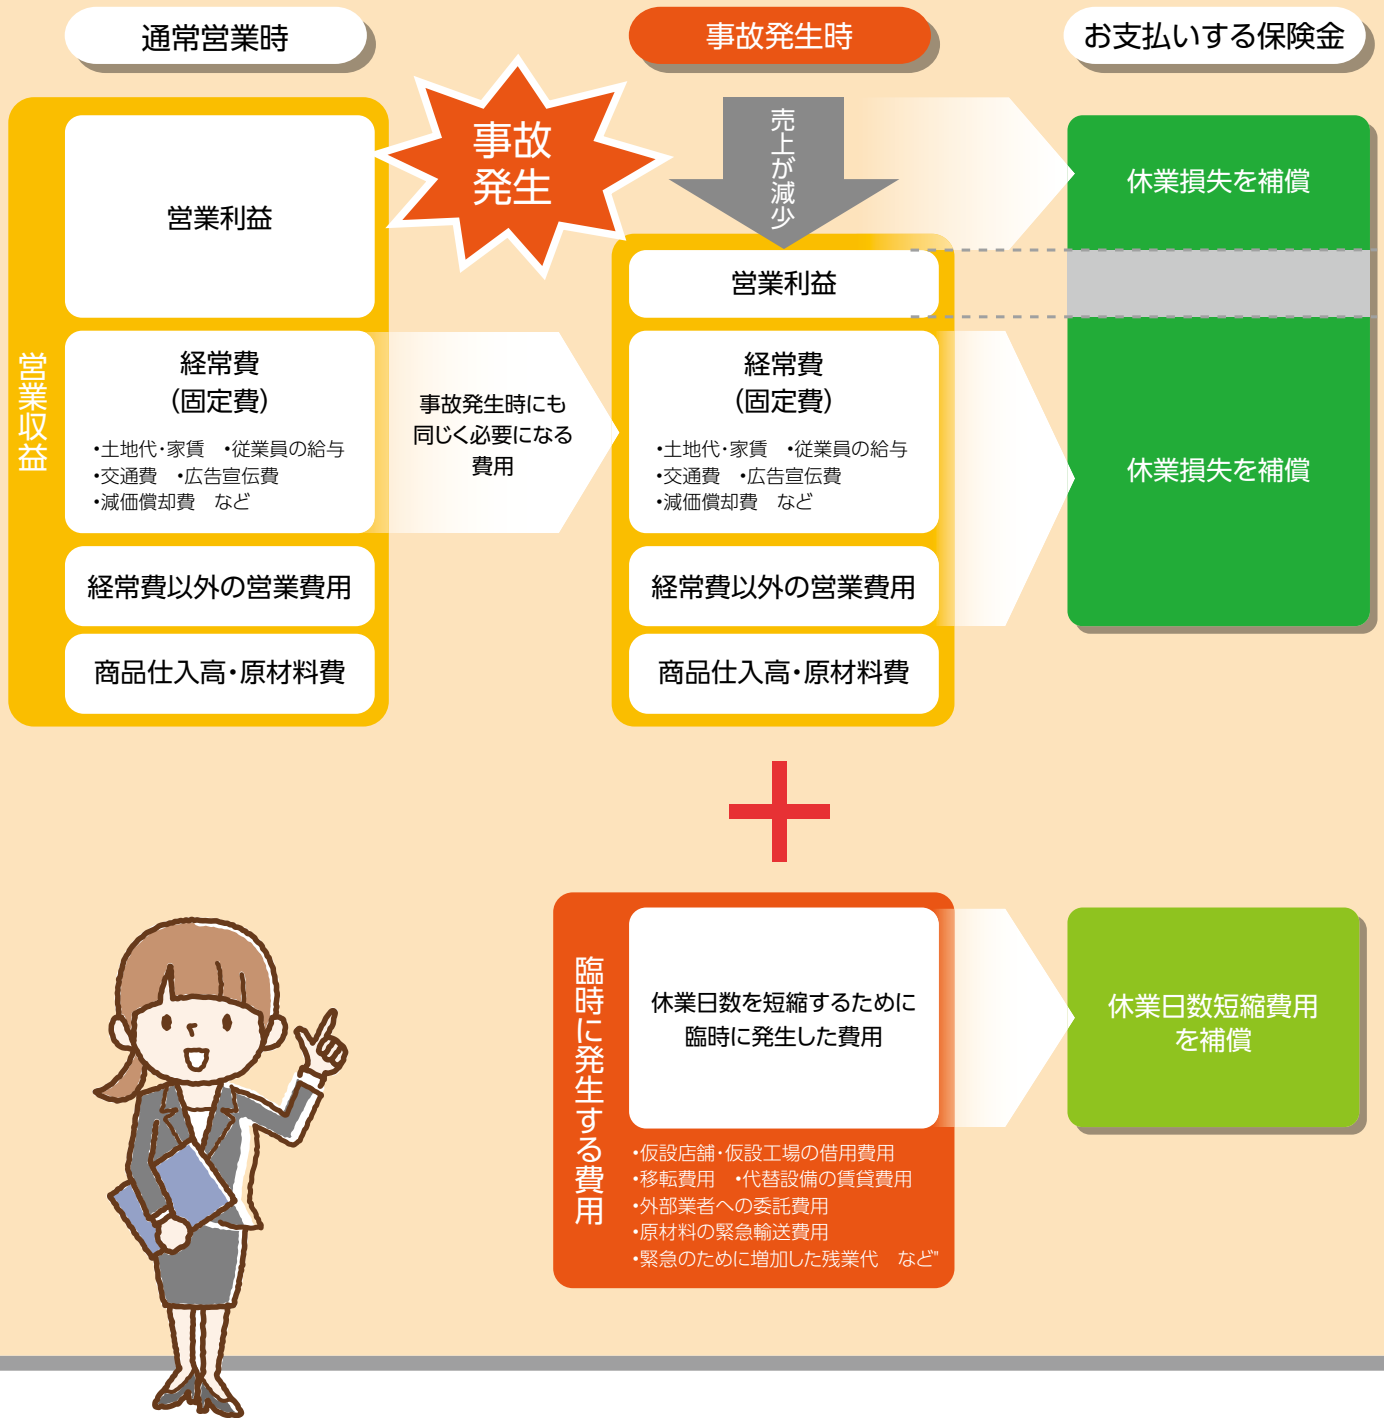 通常営業時
事故発生時
お支払いする保険金
営業収益
営業利益
経常費
(固定費)
・土地代・家賃　・従業員の給与
・交通費　・広告宣伝費
・減価償却費　など
経常費以外の営業費用
商品仕入高・原材料費
事故
発生
事故発生時にも
同じく必要になる
費用
売上が減少
営業利益
経常費
(固定費)
・土地代・家賃　・従業員の給与
・交通費　・広告宣伝費
・減価償却費　など
経常費以外の営業費用
商品仕入高・原材料費
休業損失を補償
休業損失を補償
臨時に発生する費用
休業日数を短縮するために
臨時に発生した費用
・仮設店舗・仮設工場の借用費用
・移転費用　・代替設備の賃貸費用
・外部業者への委託費用
・原材料の緊急輸送費用
・緊急のために増加した残業代　など"
休業日数短縮費用
を補償